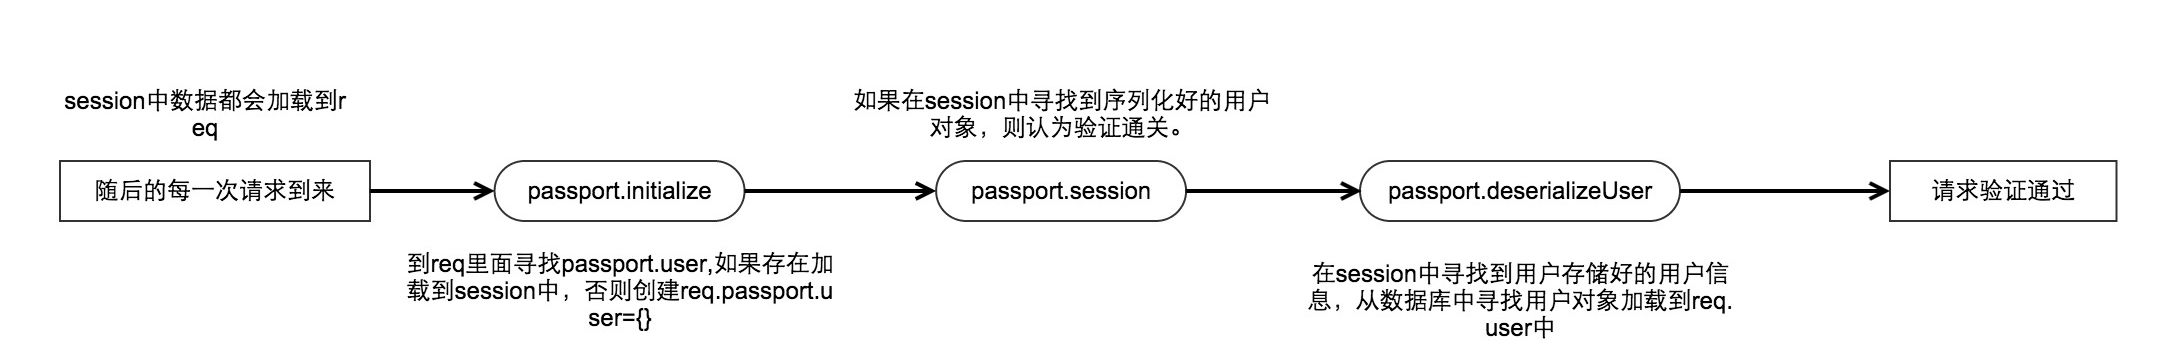 session中数据都会加载到r
eq
如果在session中寻找到序列化好的用户
对象，则认为验证通关。
随后的每一次请求到来
passport.initialize
passport.session
passport.deserializeUser
请求验证通过
到req里面寻找passport.user,如果存在加
载到session中，否则创建req.passport.u
ser={}
在session中寻找到用户存储好的用户信
息，从数据库中寻找用户对象加载到req.
user中